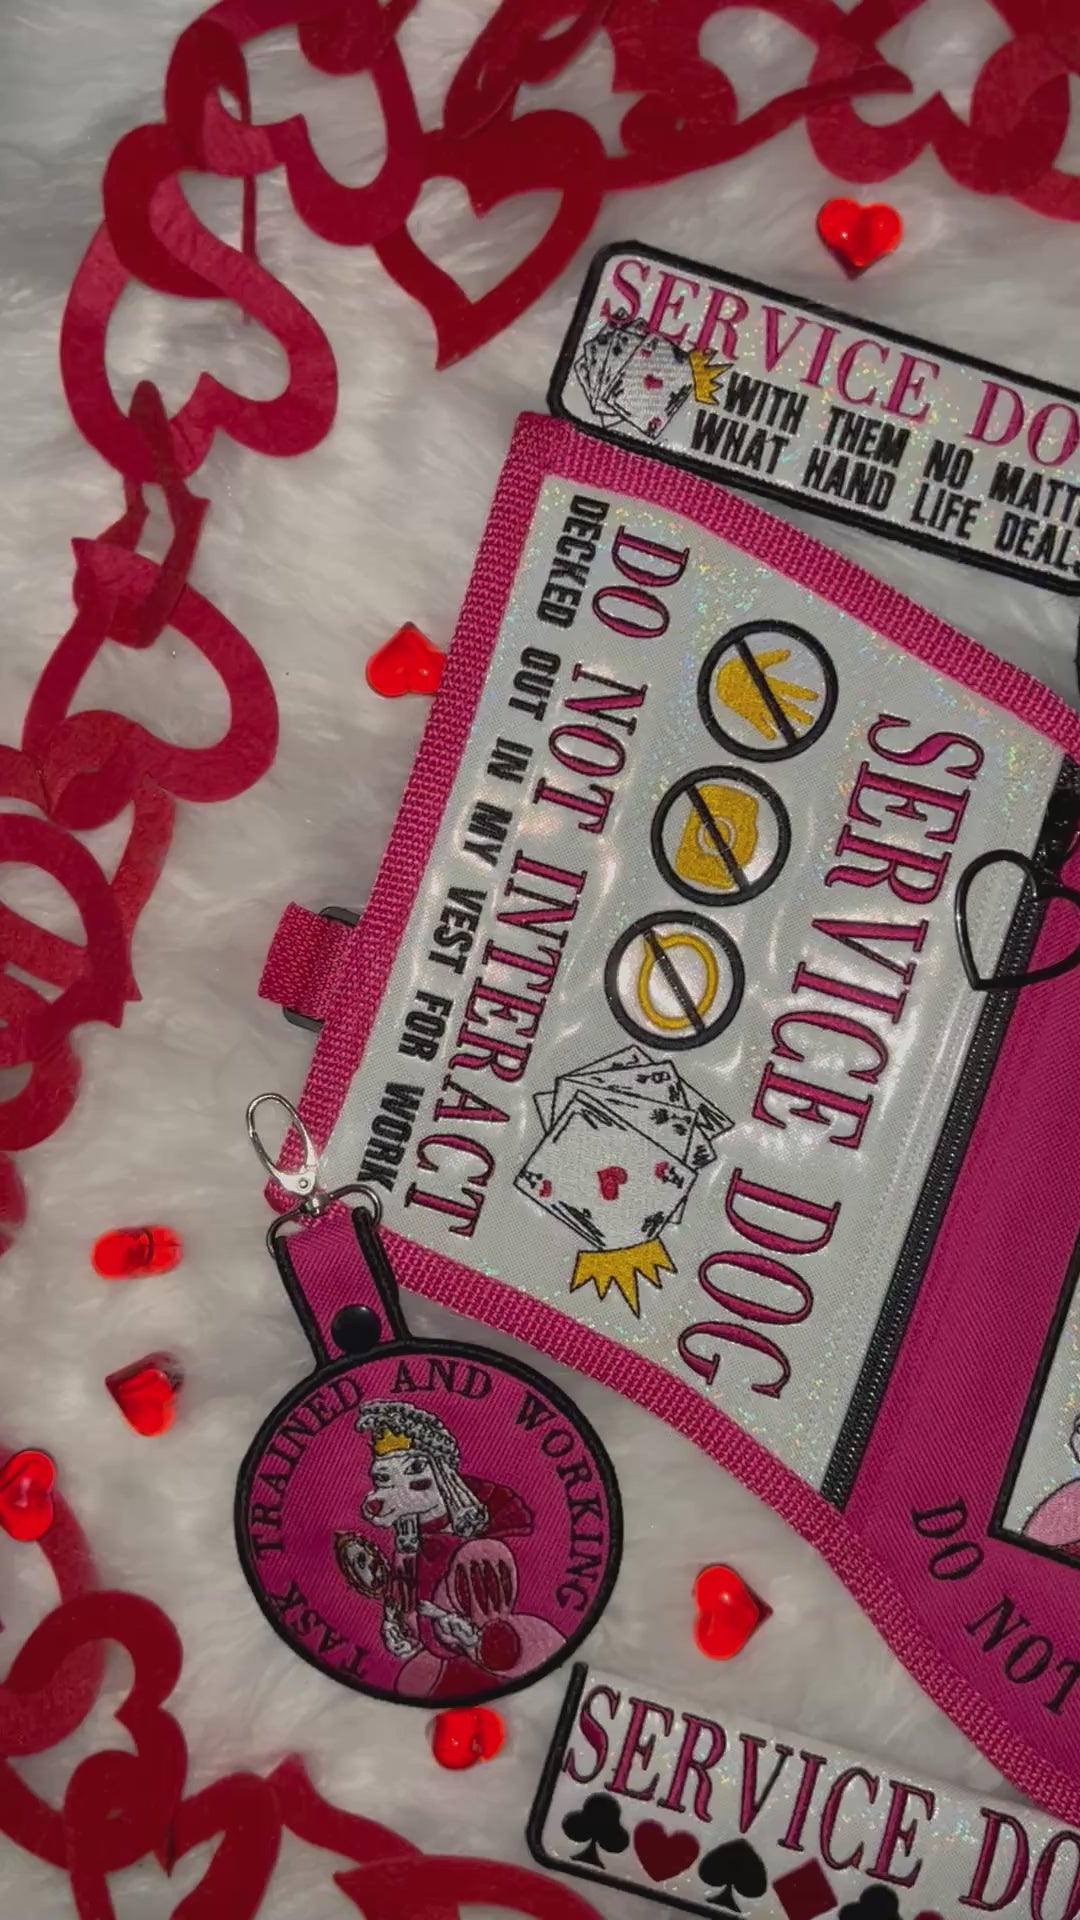 SERVICE DO
WITH THEM NO MATT
WHAT HAND LIFE DEALS
SERVICE DOG
DO NOT INTERACT
DECKED OUT IN MY VEST FOR WORK
TASK TRAINED AND WORKING
DO NOT
SERVICE DO